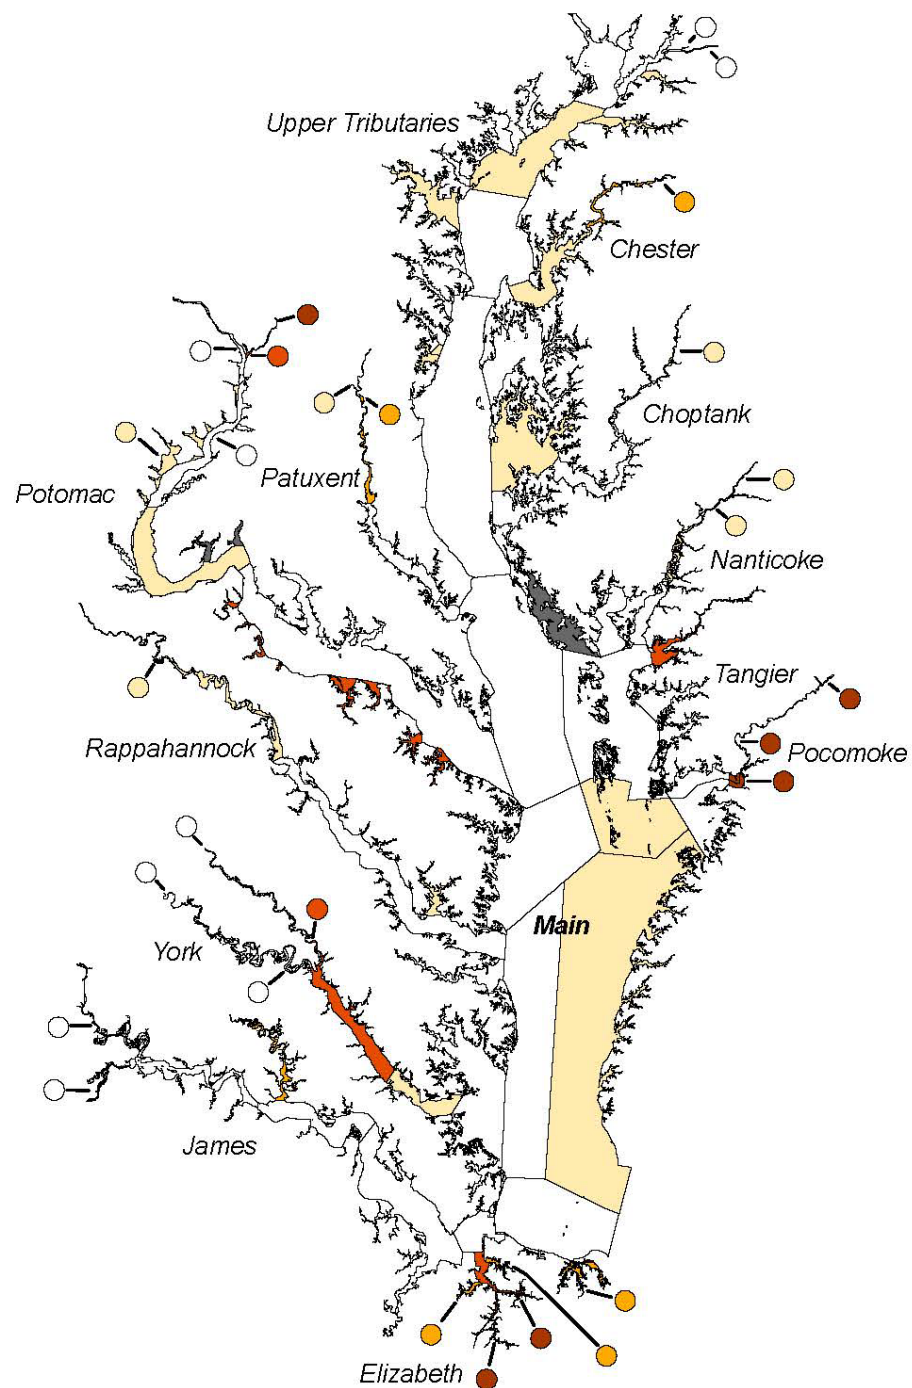 Upper Tributaries
Chester
Choptank
Patuxent
Potomac
Nanticoke
Tangier
Rappahannock
Pocomoke
Main
York
James
Elizabeth